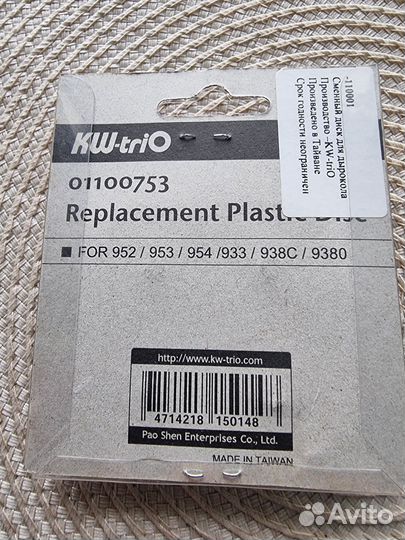 KW-triO
01100753
Replacement Plastic Disc
■ FOR 952 / 953 / 954 /933 / 938C / 9380
http://www.kw-trio.com
4714218 150148
Pao Shen Enterprises Co., Ltd.
MADE IN TAIWAN
-110001
Сменный диск для дырокола
Производство -KW-triO
Произведено в Тайване
Срок годности неограничен
Avito